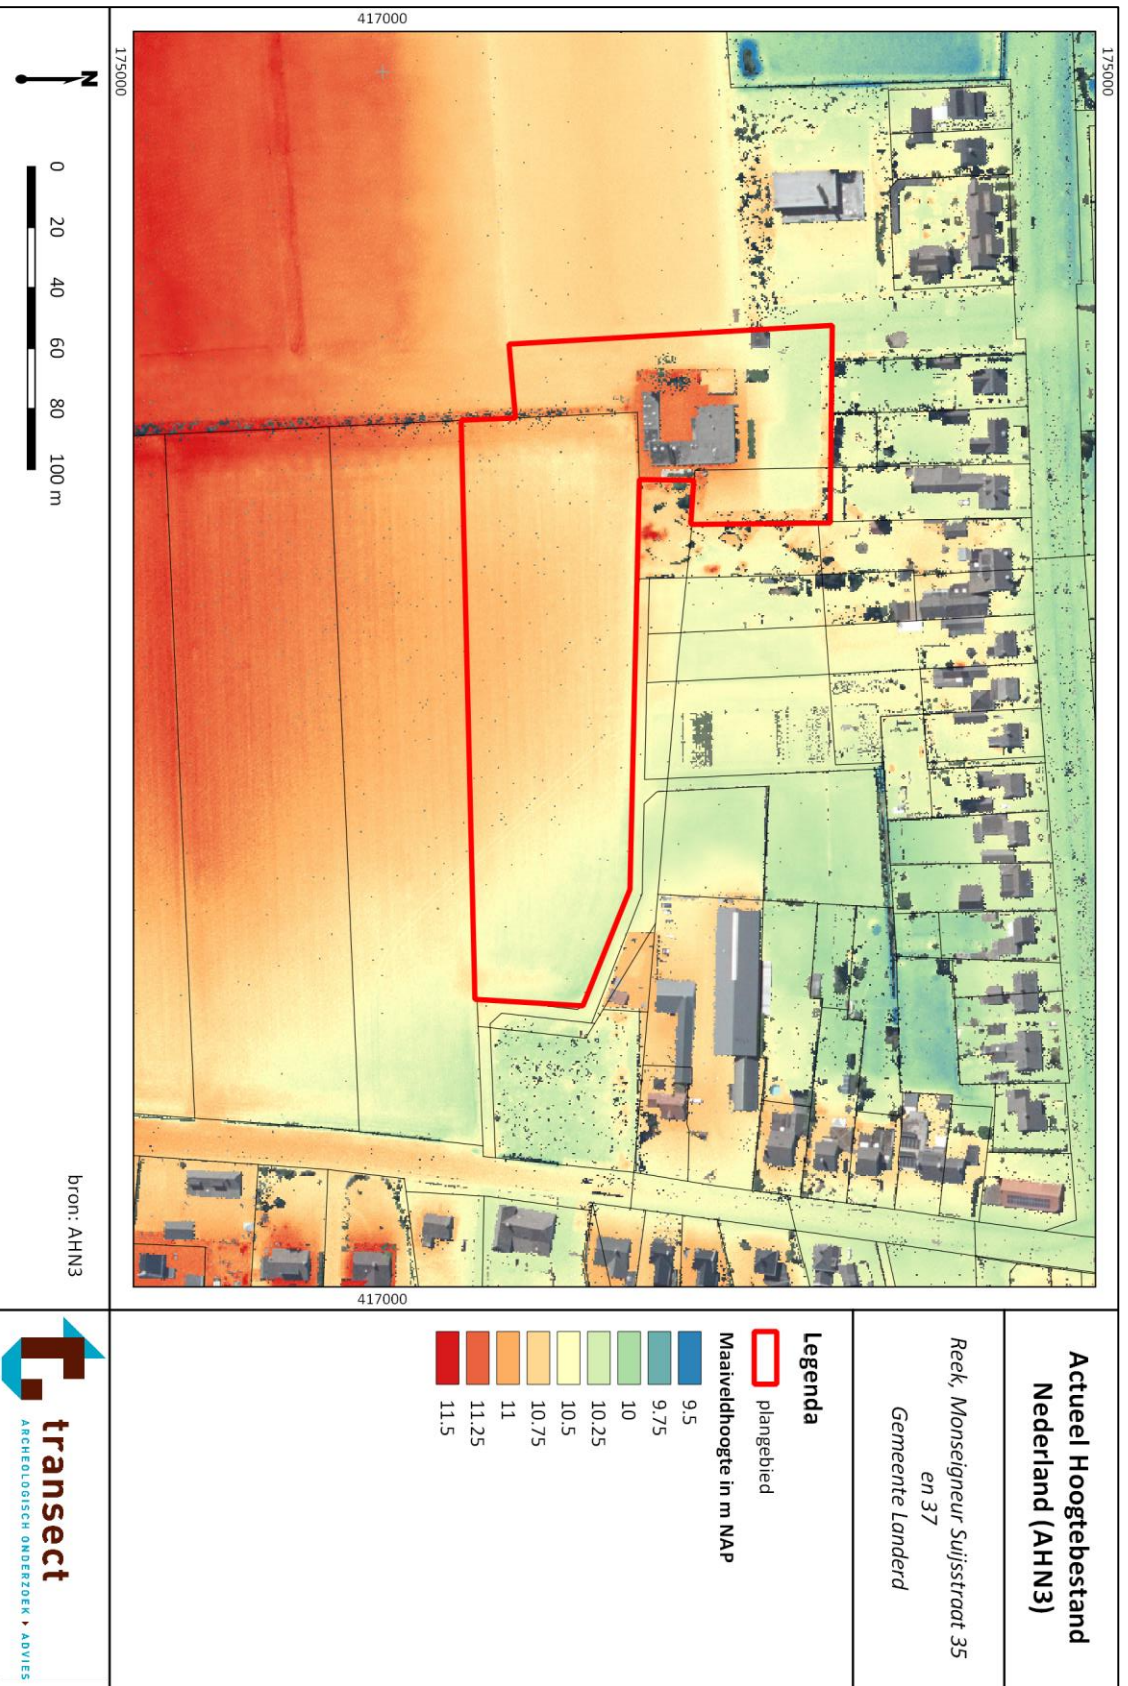 Actueel Hoogtebestand
Nederland (AHN3)
Reek, Monseigneur Suijsstraat 35
en 37
Gemeente Landerd
Legenda
plangebied
Maaiveldhoogte in m NAP
9.5
9.75
10
10.25
10.5
10.75
11
11.25
11.5
transect
ARCHEOLOGISCH ONDERZOEK ADVIES
175000
175000
417000
417000
N
0 20 40 60 80 100 m
bron: AHN3